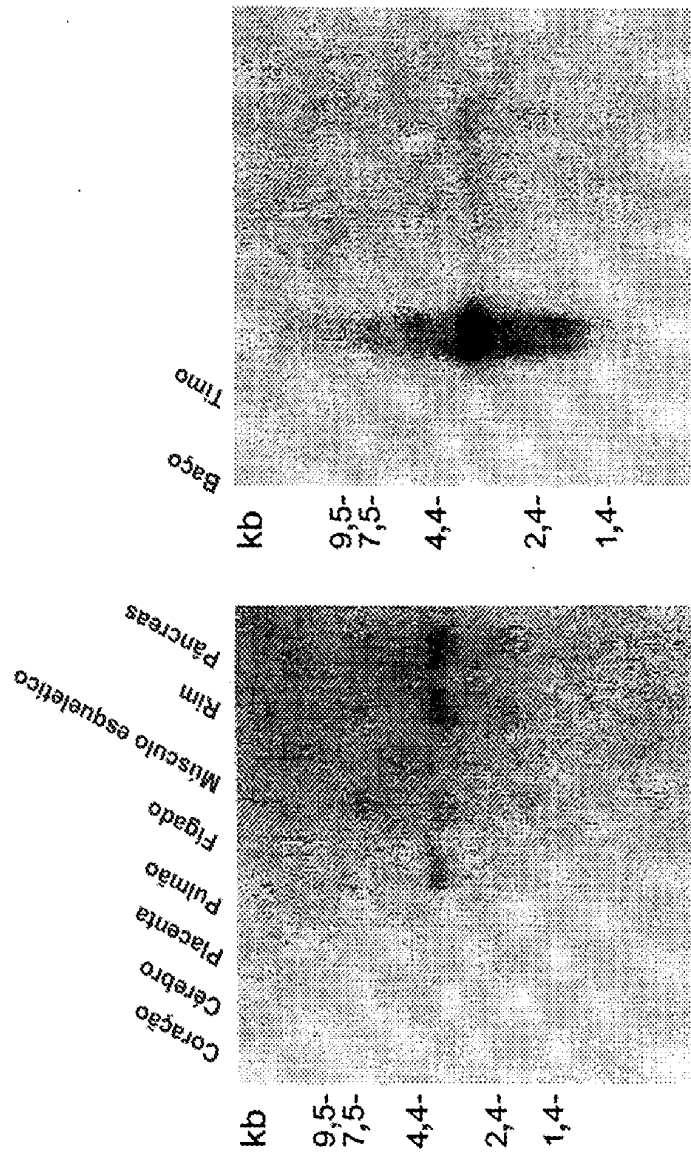 Coração
Cérebro
Placenta
Pulmão
Fígado
Músculo esquelético
Rim
Pâncreas
kb
9,5-
7,5-
4,4-
2,4-
1,4-
Baço
Timo
kb
9,5-
7,5-
4,4-
2,4-
1,4-